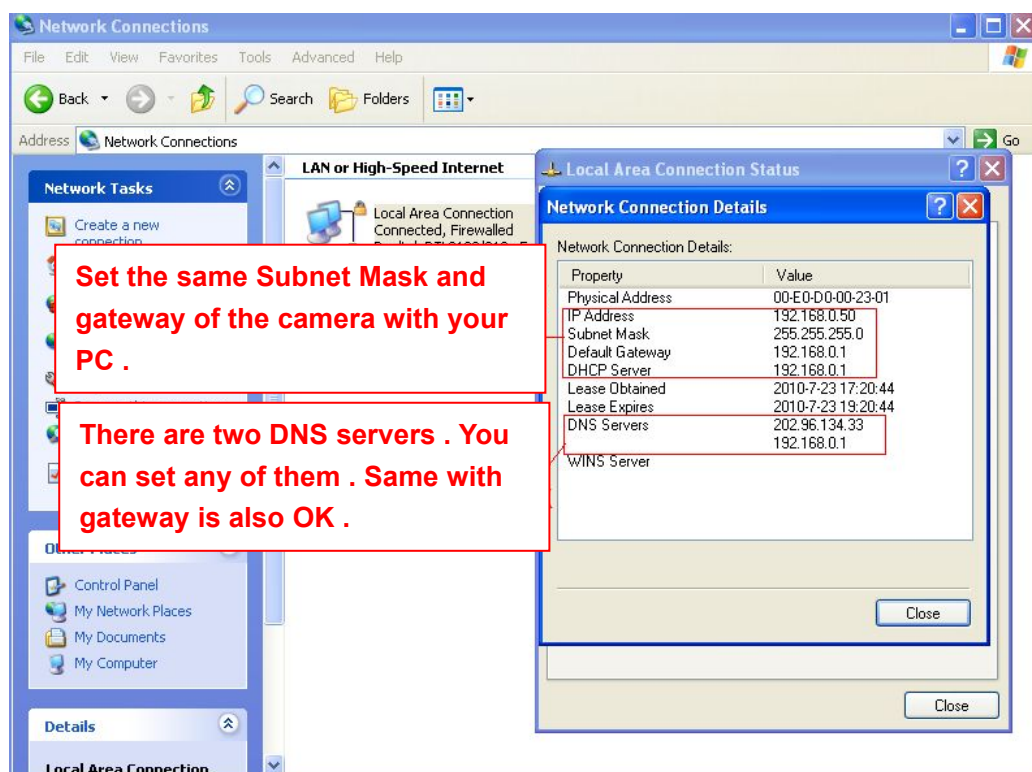 Network Connections
File Edit View Favorites Tools Advanced Help
Back Search Folders
Address Network Connections Go
Network Tasks
Create a new
connection
LAN or High-Speed Internet
Local Area Connection
Connected, Firewalled
Set the same Subnet Mask and
gateway of the camera with your
PC .
There are two DNS servers . You
can set any of them . Same with
gateway is also OK .
Other Places
Control Panel
My Network Places
My Documents
My Computer
Details
Local Area Connection
Local Area Connection Status
Network Connection Details
Network Connection Details:
Property Value
Physical Address 00-E0-D0-00-23-01
IP Address 192.168.0.50
Subnet Mask 255.255.255.0
Default Gateway 192.168.0.1
DHCP Server 192.168.0.1
Lease Obtained 2010-7-23 17:20:44
Lease Expires 2010-7-23 19:20:44
DNS Servers 202.96.134.33
192.168.0.1
WINS Server
Close
Close